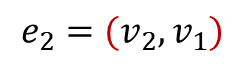 e₂ = (v₂, v₁)